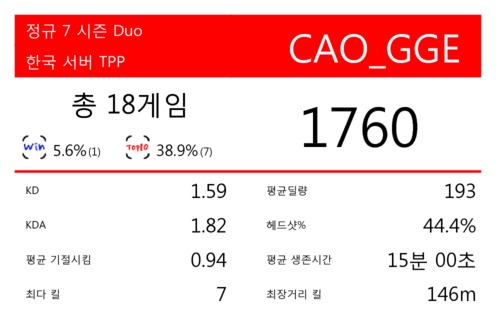 정규 7 시즌 Duo
한국 서버 TPP
CAO_GGE
총 18게임
1760
Win 5.6%(1) TOP10 38.9%(7)
KD 1.59 평균딜량 193
KDA 1.82 헤드샷% 44.4%
평균 기절시킴 0.94 평균 생존시간 15분 00초
최다 킬 7 최장거리 킬 146m